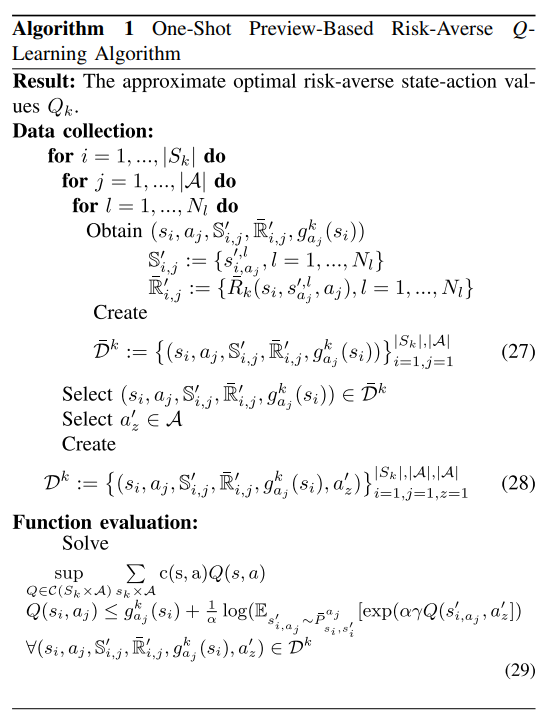 Algorithm 1 One-Shot Preview-Based Risk-Averse Q-
Learning Algorithm
Result: The approximate optimal risk-averse state-action val-
ues $Q_k$.
Data collection:
for $i = 1, ..., |S_k|$ do
for $j = 1, ..., |\mathcal{A}|$ do
for $l = 1, ..., N_l$ do
Obtain $(s_i, a_j, \mathbb{S}'_{i,j}, \bar{\mathbb{R}}'_{i,j}, g^k_{a_j}(s_i))$
$\mathbb{S}'_{i,j} := \{s'^{,l}_{i,a_j}, l = 1, ..., N_l\}$
$\bar{\mathbb{R}}'_{i,j} := \{\bar{R}_k(s_i, s'^{,l}_{a_j}, a_j), l = 1, ..., N_l\}$
Create
$\bar{\mathcal{D}}^k := \{(s_i, a_j, \mathbb{S}'_{i,j}, \bar{\mathbb{R}}'_{i,j}, g^k_{a_j}(s_i))\}^{|S_k|,|\mathcal{A}|}_{i=1,j=1}$ (27)
Select $(s_i, a_j, \mathbb{S}'_{i,j}, \bar{\mathbb{R}}'_{i,j}, g^k_{a_j}(s_i)) \in \bar{\mathcal{D}}^k$
Select $a'_z \in \mathcal{A}$
Create
$\mathcal{D}^k := \{(s_i, a_j, \mathbb{S}'_{i,j}, \bar{\mathbb{R}}'_{i,j}, g^k_{a_j}(s_i), a'_z)\}^{|S_k|,|\mathcal{A}|,|\mathcal{A}|}_{i=1,j=1,z=1}$ (28)
Function evaluation:
Solve
$\sup_{Q \in \mathcal{C}(S_k \times \mathcal{A})} \sum_{s_k \times \mathcal{A}} \mathrm{c(s,a)} Q(s,a)$
$Q(s_i, a_j) \leq g^k_{a_j}(s_i) + \frac{1}{\alpha} \log(\mathbb{E}_{s'_{i,a_j} \sim \bar{P}^{a_j}_{s_i,s'_i}}[\exp(\alpha\gamma Q(s'_{i,a_j}, a'_z])$
$\forall (s_i, a_j, \mathbb{S}'_{i,j}, \bar{\mathbb{R}}'_{i,j}, g^k_{a_j}(s_i), a'_z) \in \mathcal{D}^k$
(29)